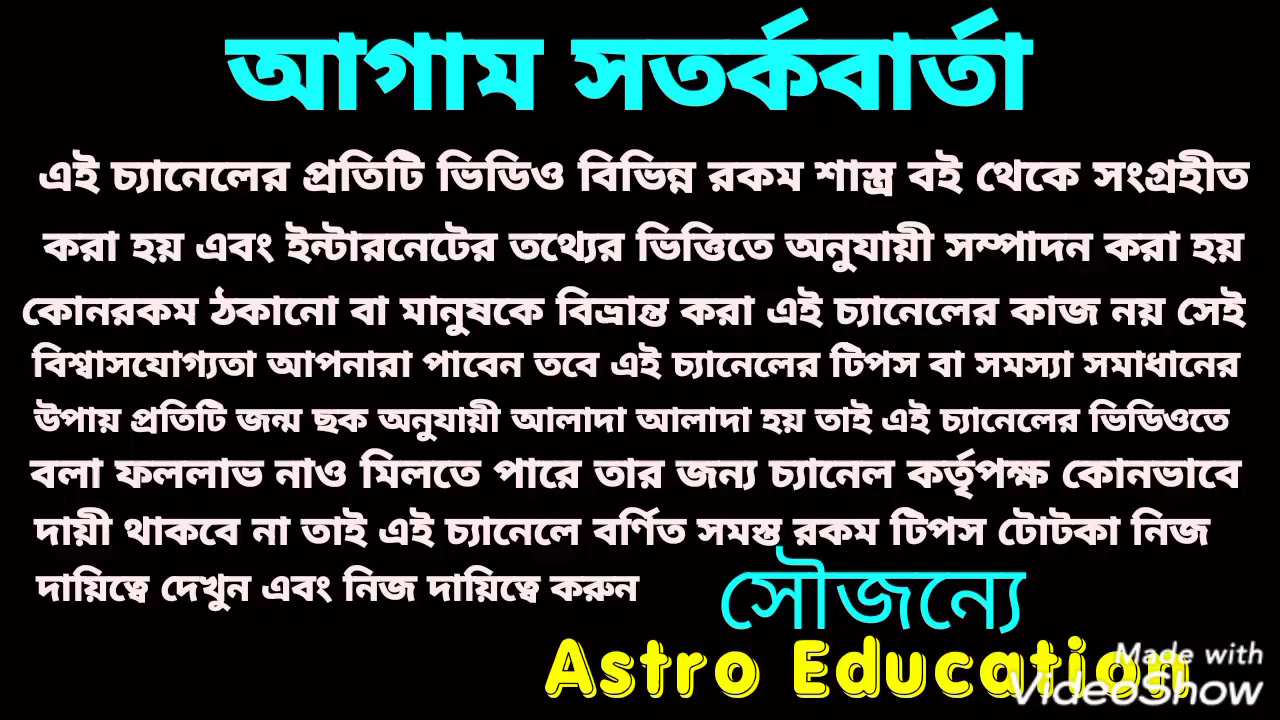 আগাম সতর্কবার্তা
এই চ্যানেলের প্রতিটি ভিডিও বিভিন্ন রকম শাস্ত্র বই থেকে সংগ্রহীত
করা হয় এবং ইন্টারনেটের তথ্যের ভিত্তিতে অনুযায়ী সম্পাদন করা হয়
কোনরকম ঠকানো বা মানুষকে বিভ্রান্ত করা এই চ্যানেলের কাজ নয় সেই
বিশ্বাসযোগ্যতা আপনারা পাবেন তবে এই চ্যানেলের টিপস বা সমস্যা সমাধানের
উপায় প্রতিটি জন্ম ছক অনুযায়ী আলাদা আলাদা হয় তাই এই চ্যানেলের ভিডিওতে
বলা ফললাভ নাও মিলতে পারে তার জন্য চ্যানেল কর্তৃপক্ষ কোনভাবে
দায়ী থাকবে না তাই এই চ্যানেলে বর্ণিত সমস্ত রকম টিপস টোটকা নিজ
দায়িত্বে দেখুন এবং নিজ দায়িত্বে করুন
সৌজন্যে
Astro Education
Made with
VideoShow